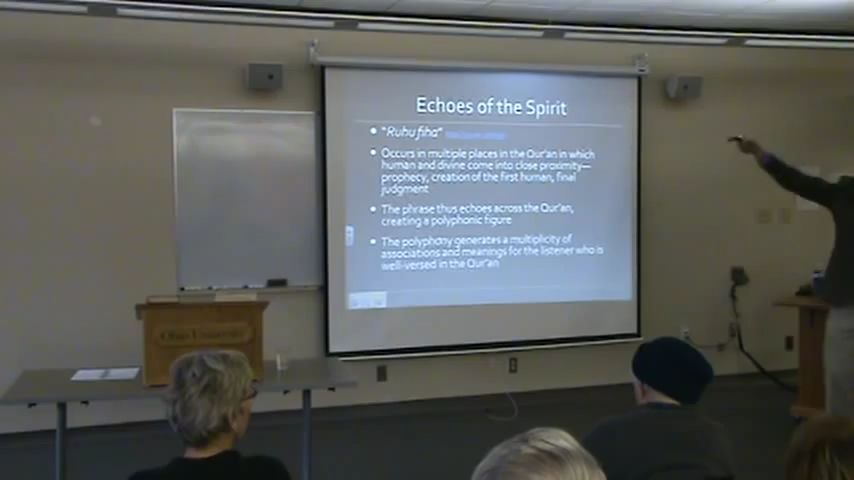 Echoes of the Spirit
• "Ruhu fiha"
• Occurs in multiple places in the Qur'an in which
human and divine come into close proximity—
prophecy, creation of the first human, final
judgment
• The phrase thus echoes across the Qur'an,
creating a polyphonic figure
• The polyphony generates a multiplicity of
associations and meanings for the listener who is
well-versed in the Qur'an